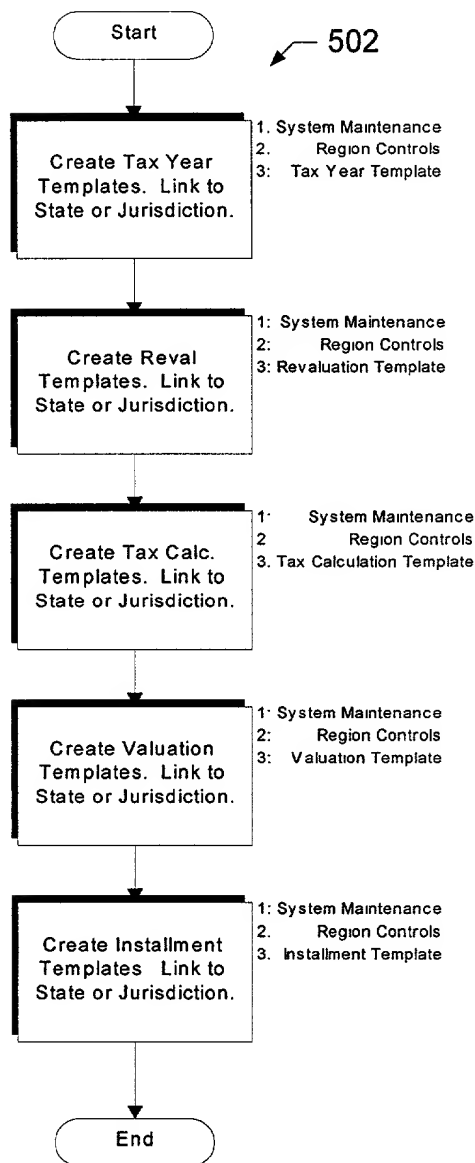 Start
502
Create Tax Year
Templates. Link to
State or Jurisdiction.
1. System Maintenance
2. Region Controls
3: Tax Year Template
Create Reval
Templates. Link to
State or Jurisdiction.
1: System Maintenance
2: Region Controls
3: Revaluation Template
Create Tax Calc.
Templates. Link to
State or Jurisdiction.
1· System Maintenance
2 Region Controls
3. Tax Calculation Template
Create Valuation
Templates. Link to
State or Jurisdiction.
1· System Maintenance
2: Region Controls
3: Valuation Template
Create Installment
Templates Link to
State or Jurisdiction.
1: System Maintenance
2. Region Controls
3. Installment Template
End